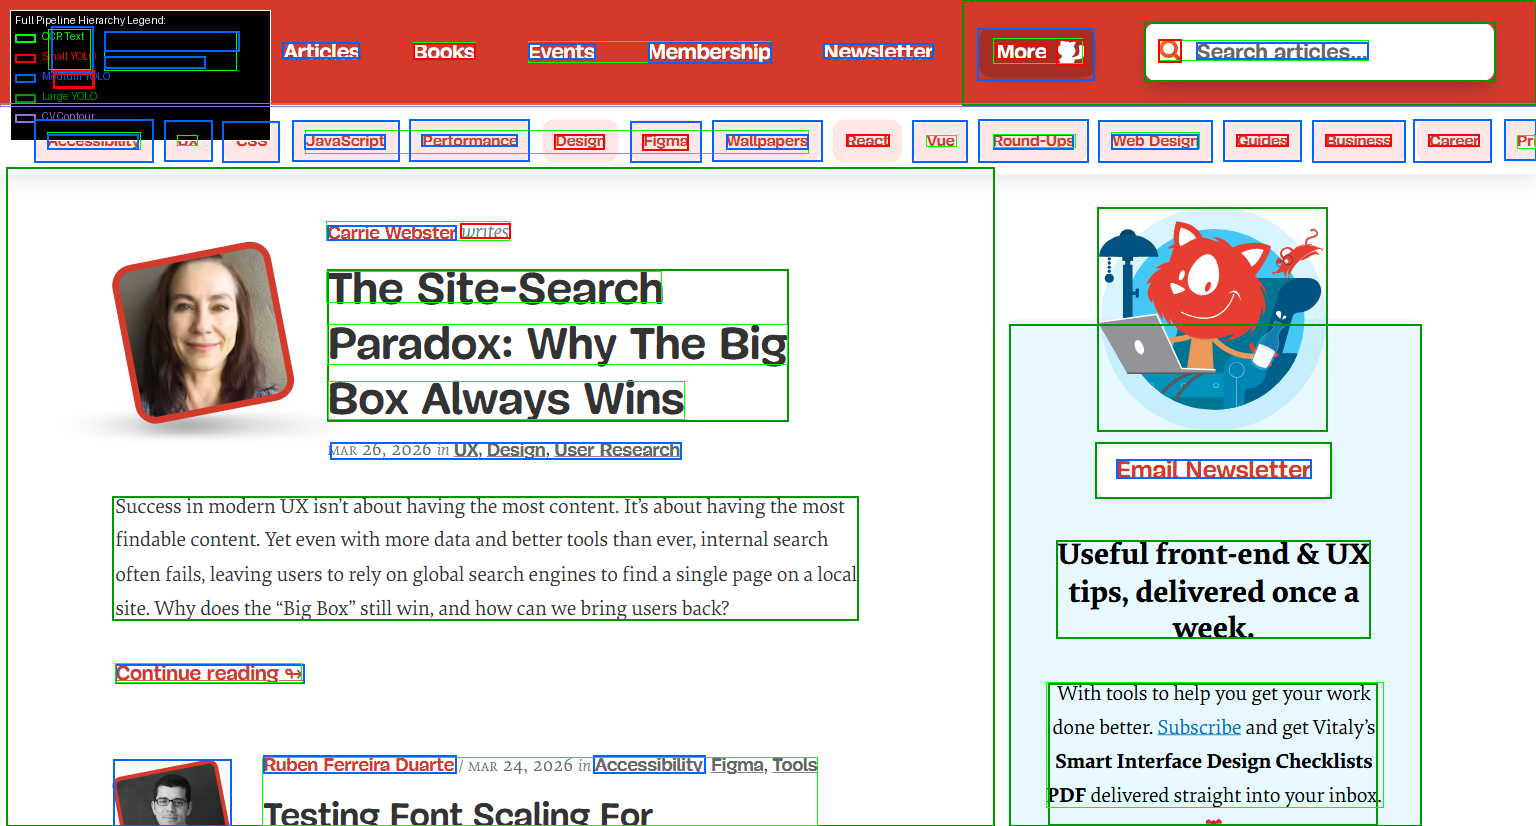 Full Pipeline Hierarchy Legend:
OCR Text
Small YOLO
Medium YOLO
Large YOLO
CV Contour
Articles
Books
Events
Membership
Newsletter
More
Search articles...
Accessibility
UX
CSS
JavaScript
Performance
Design
Figma
Wallpapers
React
Vue
Round-Ups
Web Design
Guides
Business
Career
Carrie Webster writes
The Site-Search
Paradox: Why The Big
Box Always Wins
MAR 26, 2026 in UX, Design, User Research
Success in modern UX isn’t about having the most content. It’s about having the most
findable content. Yet even with more data and better tools than ever, internal search
often fails, leaving users to rely on global search engines to find a single page on a local
site. Why does the “Big Box” still win, and how can we bring users back?
Continue reading ↬
Ruben Ferreira Duarte / MAR 24, 2026 in Accessibility, Figma, Tools
Testing Font Scaling For
Email Newsletter
Useful front-end & UX
tips, delivered once a
week.
With tools to help you get your work
done better. Subscribe and get Vitaly’s
Smart Interface Design Checklists
PDF delivered straight into your inbox.